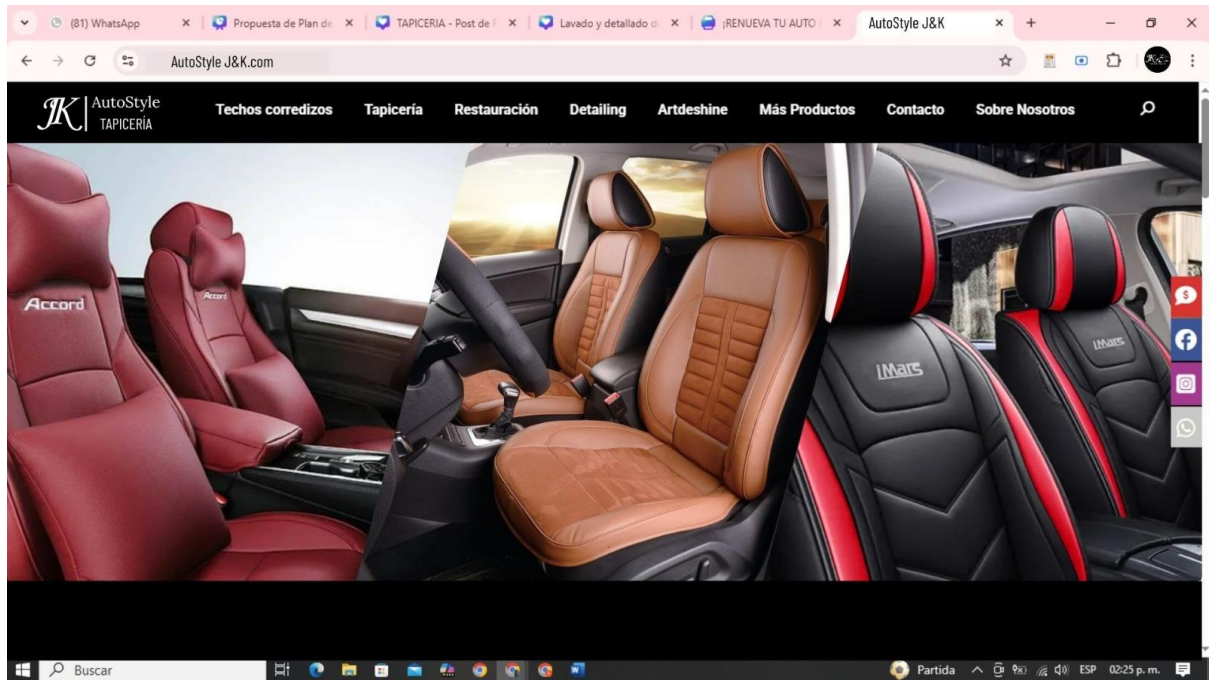 (81) WhatsApp
Propuesta de Plan de
TAPICERIA - Post de F
Lavado y detallado d
¡RENUEVA TU AUTO
AutoStyle J&K
AutoStyle J&K.com
JK AutoStyle
TAPICERÍA
Techos corredizos
Tapicería
Restauración
Detailing
Artdeshine
Más Productos
Contacto
Sobre Nosotros
Accord
Accord
iMars
iMars
Buscar
Partida
ESP
02:25 p. m.